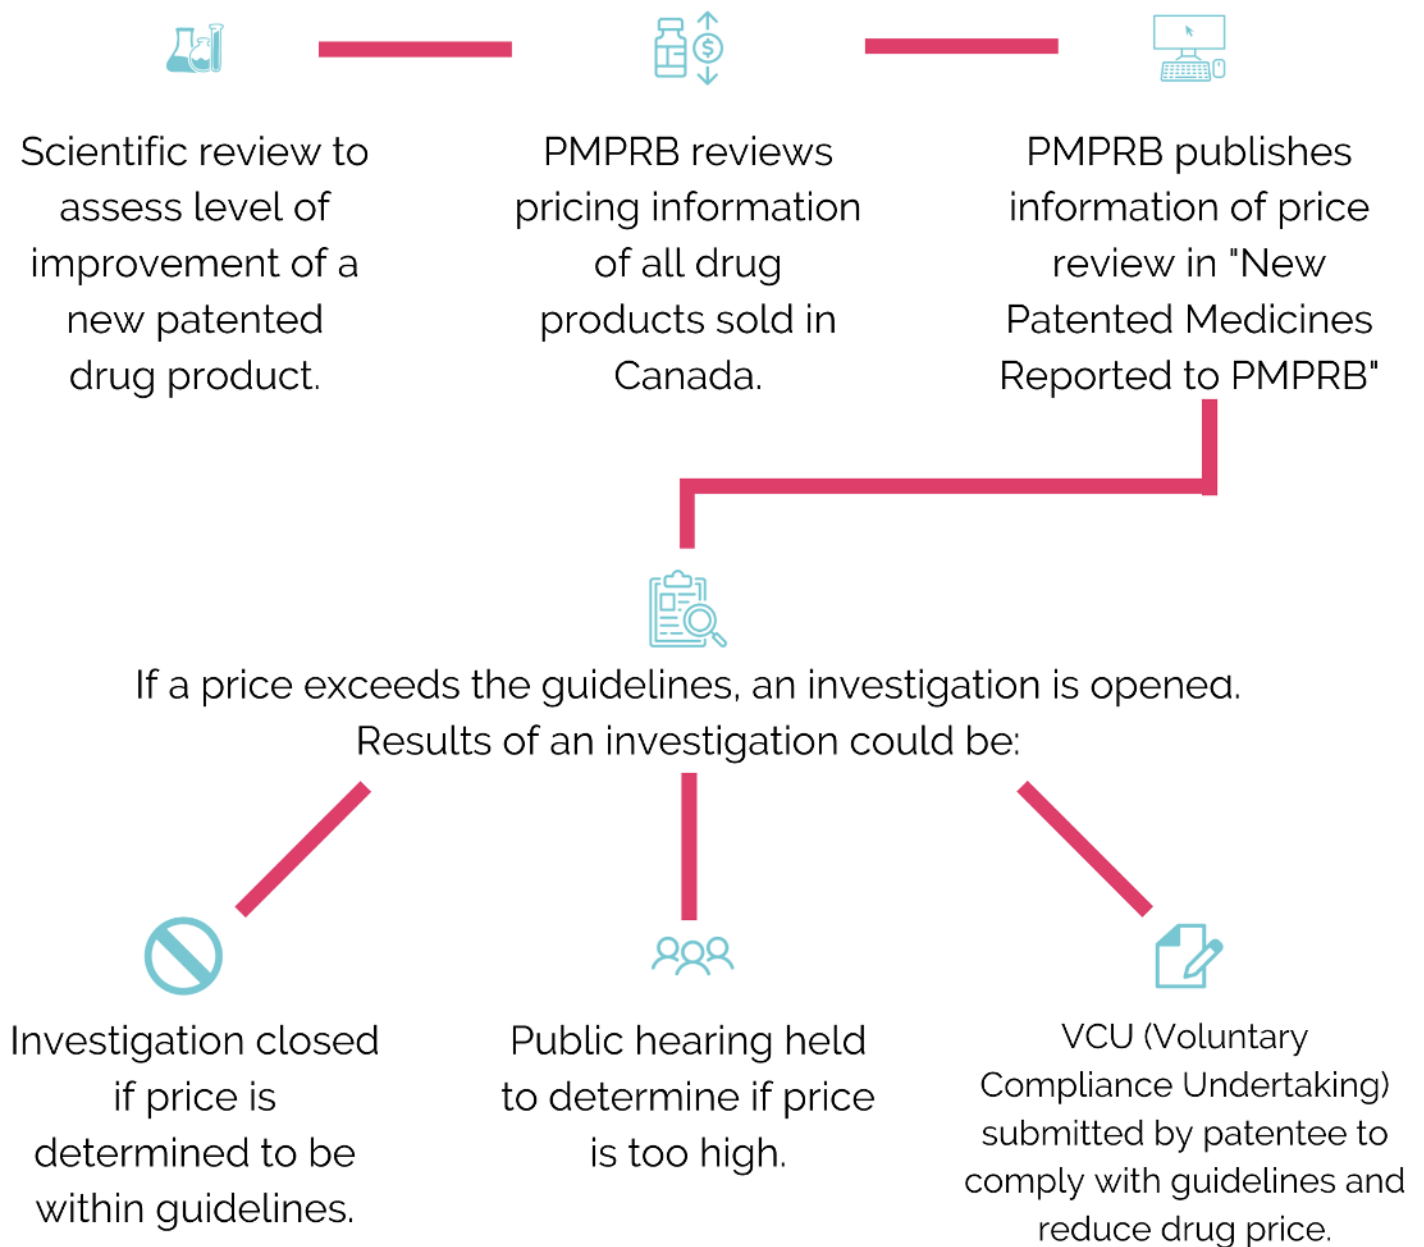 Scientific review to
assess level of
improvement of a
new patented
drug product.
PMPRB reviews
pricing information
of all drug
products sold in
Canada.
PMPRB publishes
information of price
review in "New
Patented Medicines
Reported to PMPRB"
If a price exceeds the guidelines, an investigation is opened.
Results of an investigation could be:
Investigation closed
if price is
determined to be
within guidelines.
Public hearing held
to determine if price
is too high.
VCU (Voluntary
Compliance Undertaking)
submitted by patentee to
comply with guidelines and
reduce drug price.